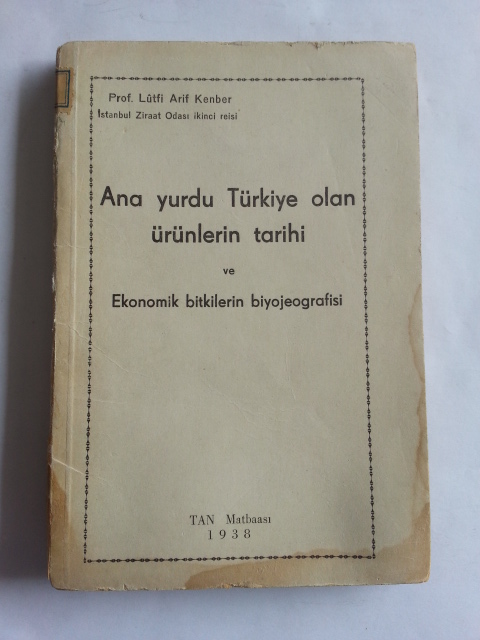 Prof. Lûtfi Arif Kenber
İstanbul Ziraat Odası ikinci reisi
Ana yurdu Türkiye olan
ürünlerin tarihi
ve
Ekonomik bitkilerin biyojeografisi
TAN Matbaası
1938